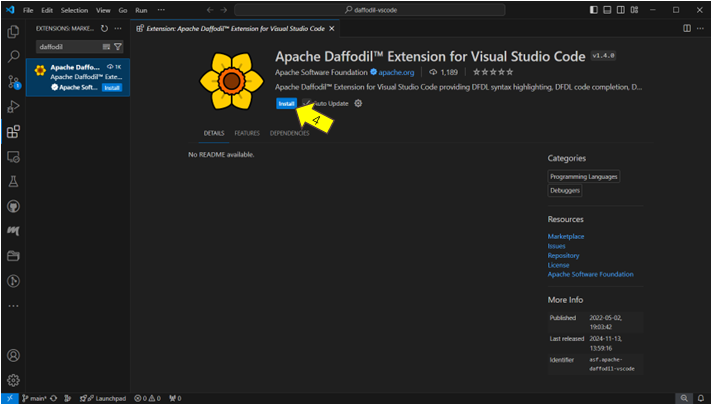 File Edit Selection View Go Run ··· daffodil-vscode
EXTENSIONS: MARKE...
daffodil
Apache Daffo... 1K
Apache Daffodil™ Exte...
Apache Soft... Install
Extension: Apache Daffodil™ Extension for Visual Studio Code
Apache Daffodil™ Extension for Visual Studio Code v1.4.0
Apache Software Foundation apache.org 1,189
Apache Daffodil™ Extension for Visual Studio Code providing DFDL syntax highlighting, DFDL code completion, D...
Install Auto Update
4
DETAILS FEATURES DEPENDENCIES
No README available.
Categories
Programming Languages
Debuggers
Resources
Marketplace
Issues
Repository
License
Apache Software Foundation
More Info
Published 2022-05-02,
19:03:42
Last released 2024-11-13,
13:59:16
Identifier asf.apache-
daffodil-vscode
1
main* Launchpad 0 0 0